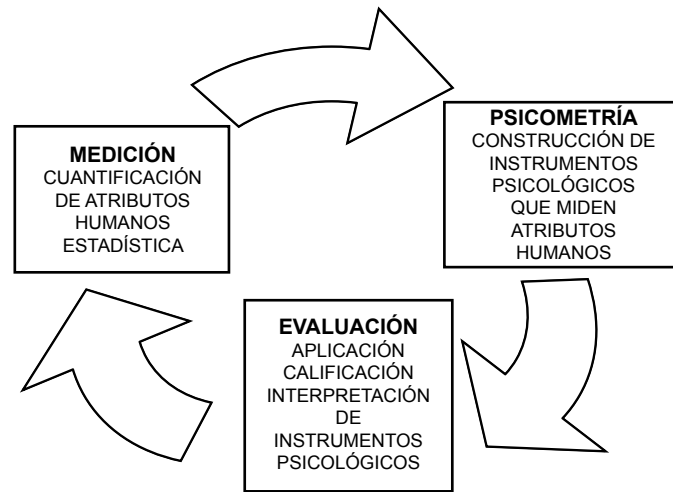 MEDICIÓN
CUANTIFICACIÓN
DE ATRIBUTOS
HUMANOS
ESTADÍSTICA
PSICOMETRÍA
CONSTRUCCIÓN DE
INSTRUMENTOS
PSICOLÓGICOS
QUE MIDEN
ATRIBUTOS
HUMANOS
EVALUACIÓN
APLICACIÓN
CALIFICACIÓN
INTERPRETACIÓN
DE
INSTRUMENTOS
PSICOLÓGICOS